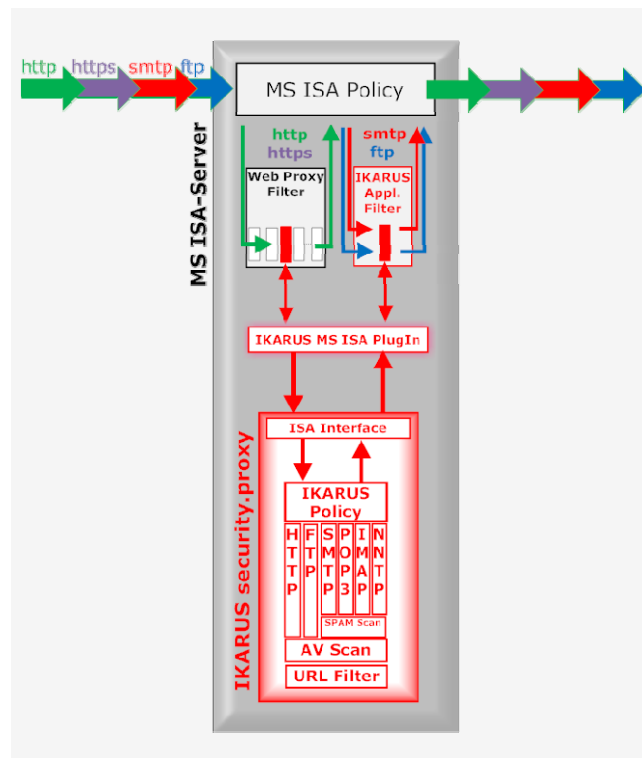 http https smtp ftp
MS ISA Policy
http
https
smtp
ftp
MS ISA-Server
Web Proxy
Filter
IKARUS
Appl.
Filter
IKARUS MS ISA PlugIn
IKARUS security.proxy
ISA Interface
IKARUS
Policy
HTTP
FTP
SMTP
POP3
IMAP
NNTP
SPAM Scan
AV Scan
URL Filter